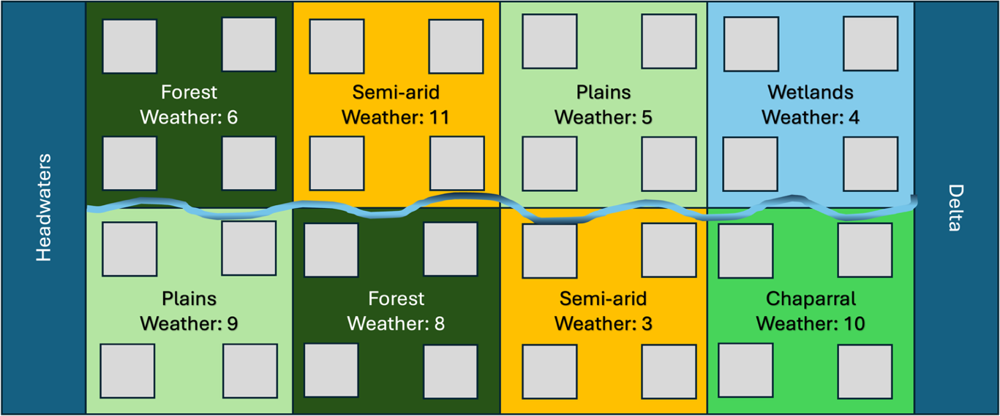 Headwaters
Forest
Weather: 6
Semi-arid
Weather: 11
Plains
Weather: 5
Wetlands
Weather: 4
Plains
Weather: 9
Forest
Weather: 8
Semi-arid
Weather: 3
Chaparral
Weather: 10
Delta